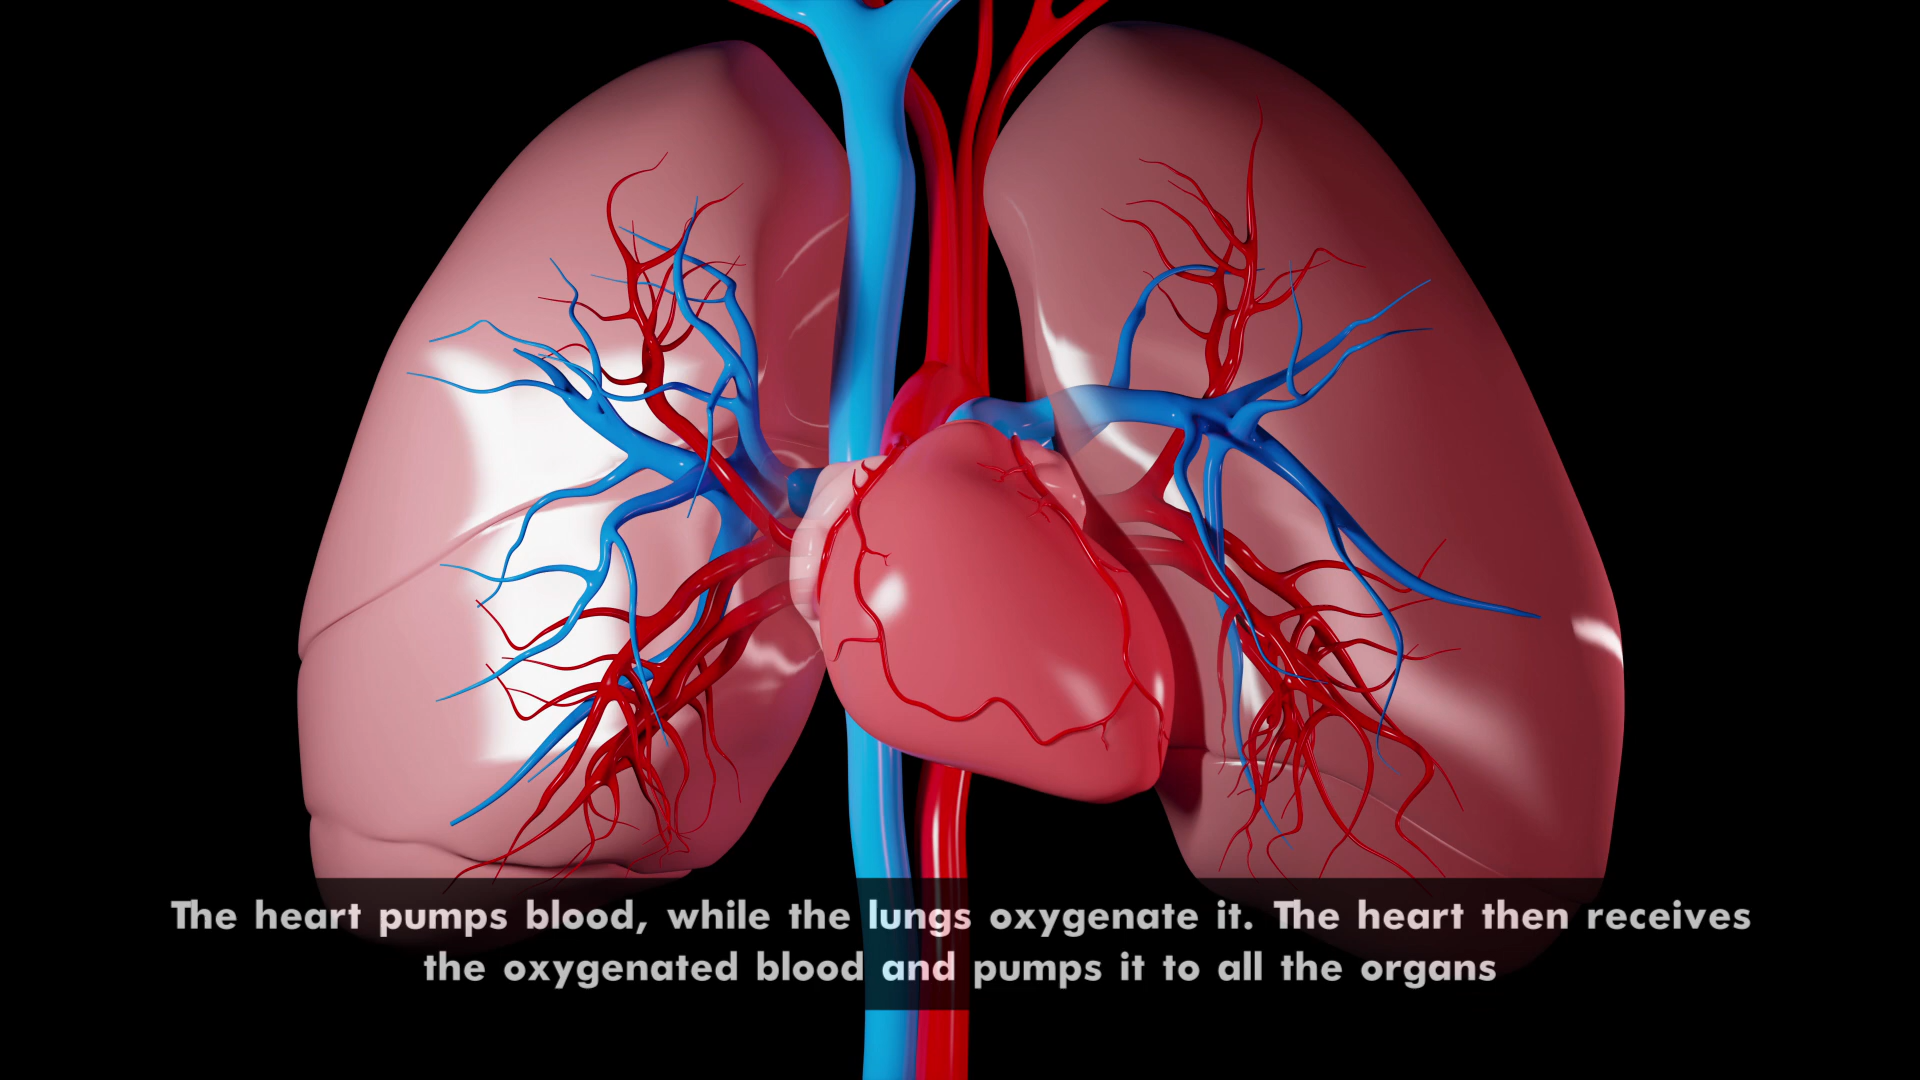 The heart pumps blood, while the lungs oxygenate it. The heart then receives
the oxygenated blood and pumps it to all the organs